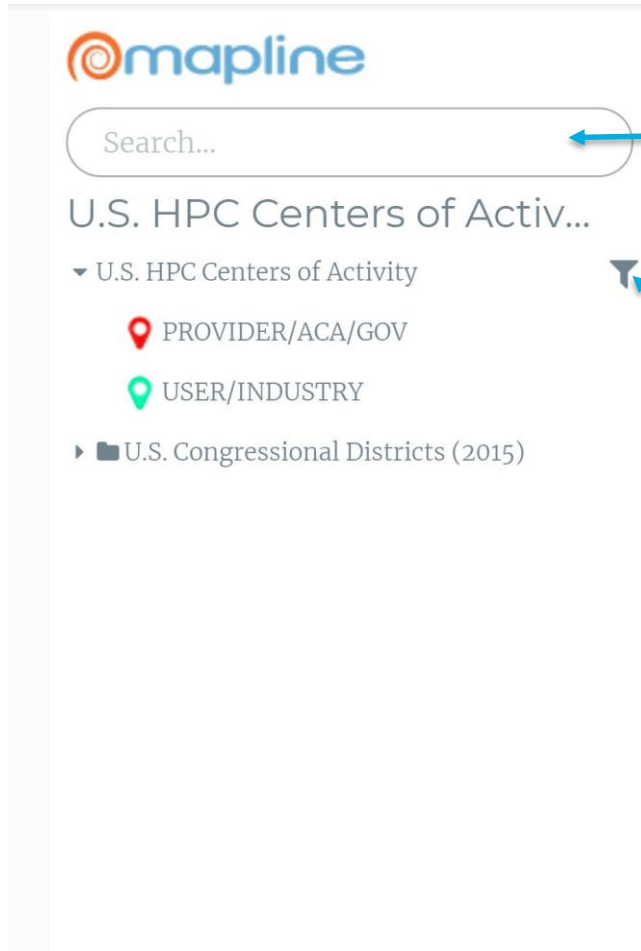 mapline
Search...
U.S. HPC Centers of Activ...
U.S. HPC Centers of Activity
PROVIDER/ACA/GOV
USER/INDUSTRY
U.S. Congressional Districts (2015)